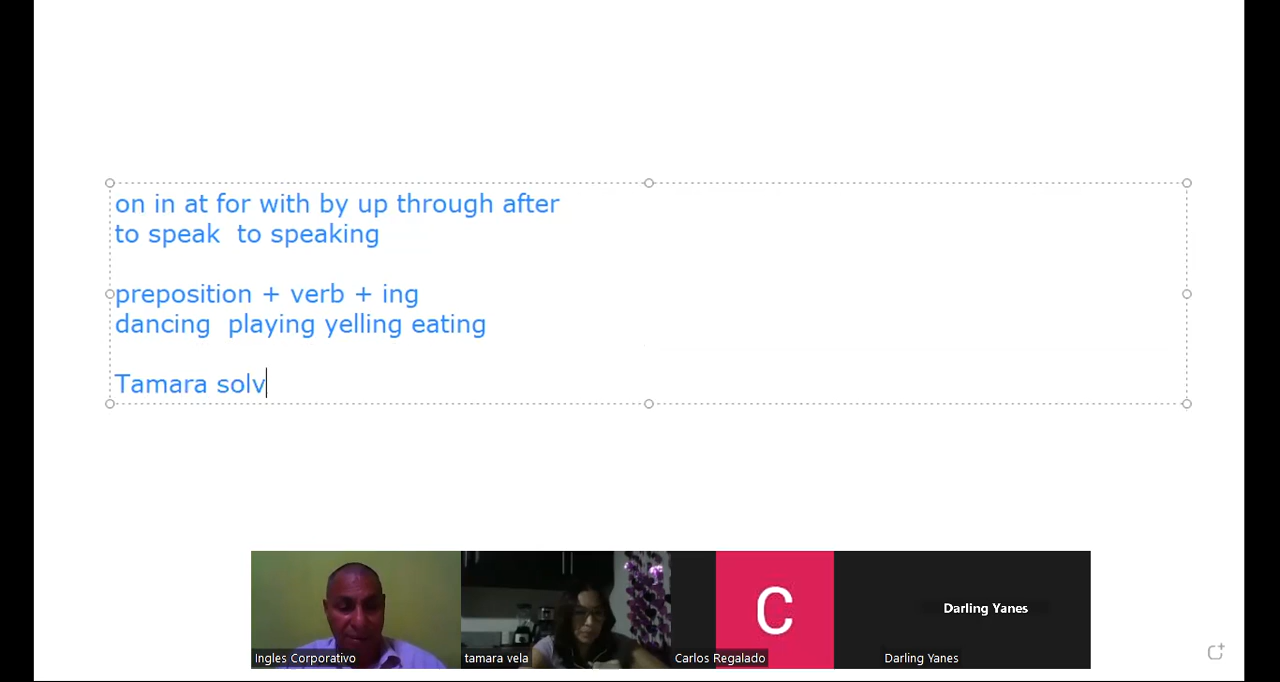 on in at for with by up through after
to speak  to speaking
preposition + verb + ing
dancing  playing yelling eating
Tamara solv
C
Darling Yanes
Ingles Corporativo
tamara vela
Carlos Regalado
Darling Yanes